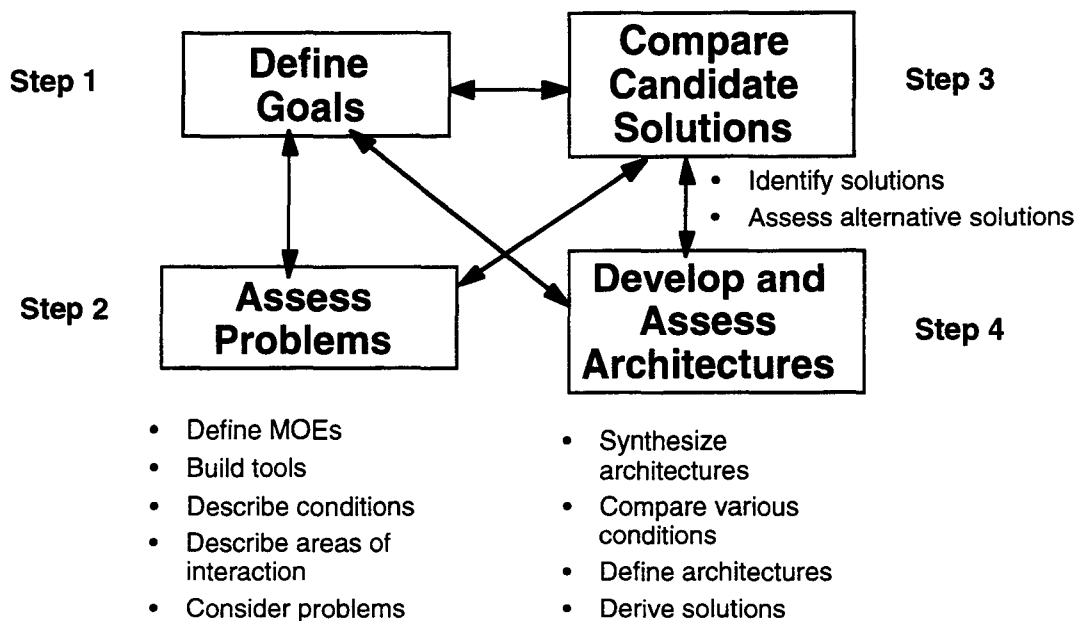 Step 1
Define
Goals
Compare
Candidate
Solutions
Step 3
• Identify solutions
• Assess alternative solutions
Step 2
Assess
Problems
Develop and
Assess
Architectures
Step 4
• Define MOEs
• Build tools
• Describe conditions
• Describe areas of
interaction
• Consider problems
• Synthesize
architectures
• Compare various
conditions
• Define architectures
• Derive solutions